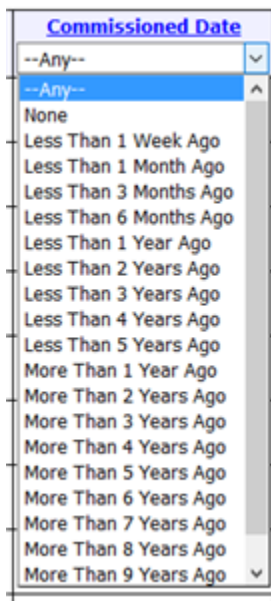 Commissioned Date
--Any--
--Any--
None
Less Than 1 Week Ago
Less Than 1 Month Ago
Less Than 3 Months Ago
Less Than 6 Months Ago
Less Than 1 Year Ago
Less Than 2 Years Ago
Less Than 3 Years Ago
Less Than 4 Years Ago
Less Than 5 Years Ago
More Than 1 Year Ago
More Than 2 Years Ago
More Than 3 Years Ago
More Than 4 Years Ago
More Than 5 Years Ago
More Than 6 Years Ago
More Than 7 Years Ago
More Than 8 Years Ago
More Than 9 Years Ago